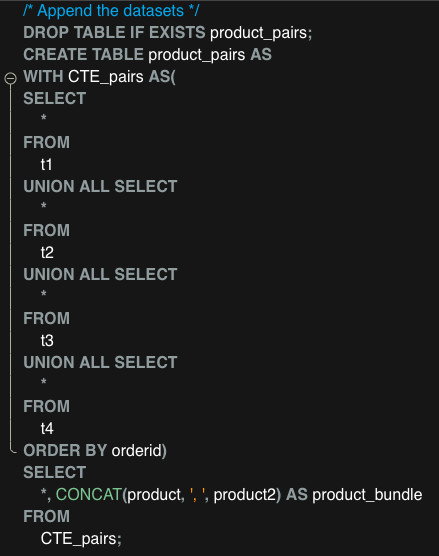 /* Append the datasets */
DROP TABLE IF EXISTS product_pairs;
CREATE TABLE product_pairs AS
WITH CTE_pairs AS(
SELECT
*
FROM
t1
UNION ALL SELECT
*
FROM
t2
UNION ALL SELECT
*
FROM
t3
UNION ALL SELECT
*
FROM
t4
ORDER BY orderid)
SELECT
*, CONCAT(product, ', ', product2) AS product_bundle
FROM
CTE_pairs;